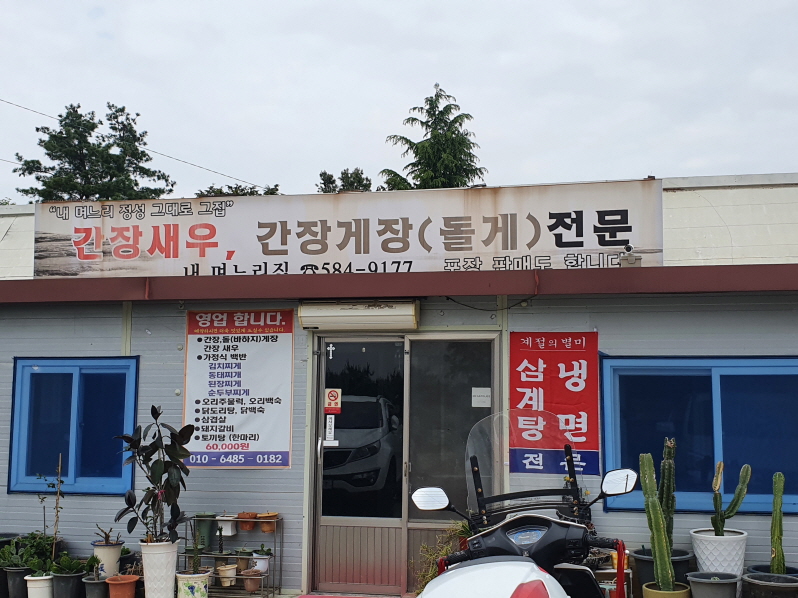 "내 며느리 정성 그대로 그집"
간장새우, 간장게장(돌게)전문
내 며느리집 ☎584-9177 포장 판매도 합니다
영업 합니다.
●간장,돌(바하지)게장
간장 새우
●가정식 백반
김치찌개
동태찌개
된장찌개
순두부찌개
●오리주물럭, 오리백숙
●닭도리탕, 닭백숙
●삼겹살
●돼지갈비
●토끼탕 (한마리)
60,000원
010 - 6485 - 0182
계절의 별미
냉면
삼계탕
전문